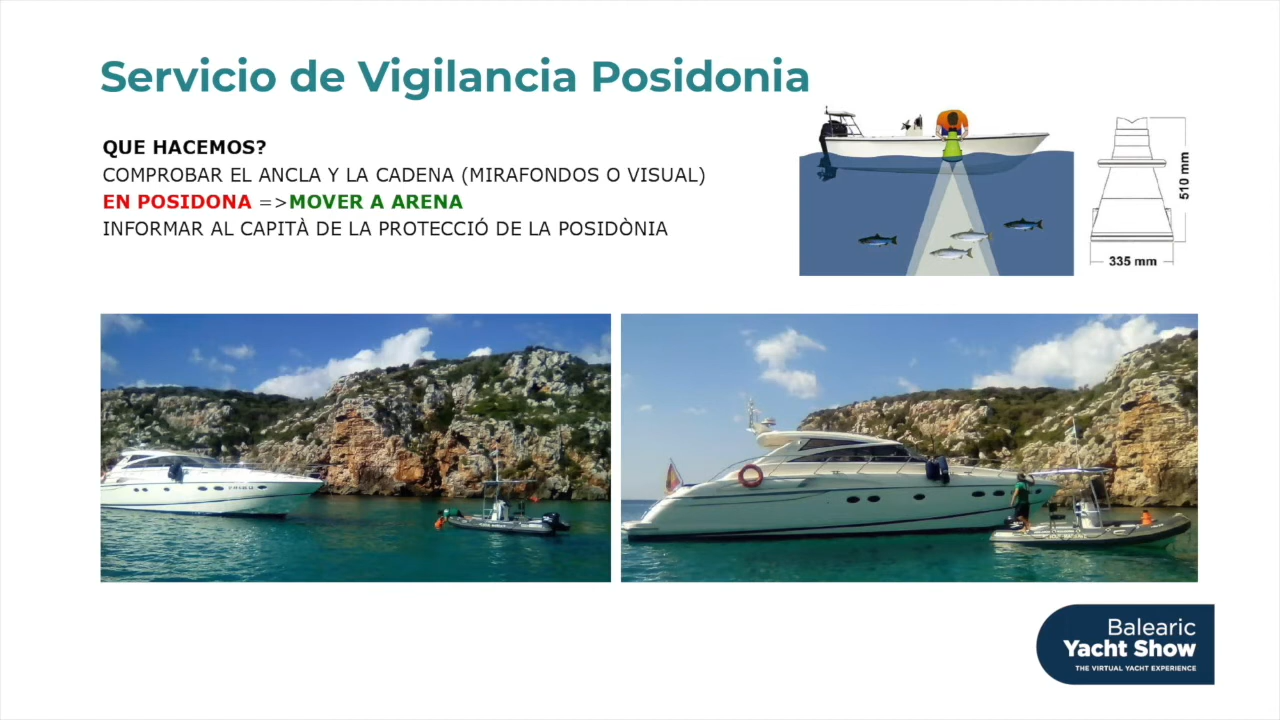 Servicio de Vigilancia Posidonia
QUE HACEMOS?
COMPROBAR EL ANCLA Y LA CADENA (MIRAFONDOS O VISUAL)
EN POSIDONA =>MOVER A ARENA
INFORMAR AL CAPITÀ DE LA PROTECCIÓ DE LA POSIDÒNIA
510 mm
335 mm
Balearic
Yacht Show
THE VIRTUAL YACHT EXPERIENCE